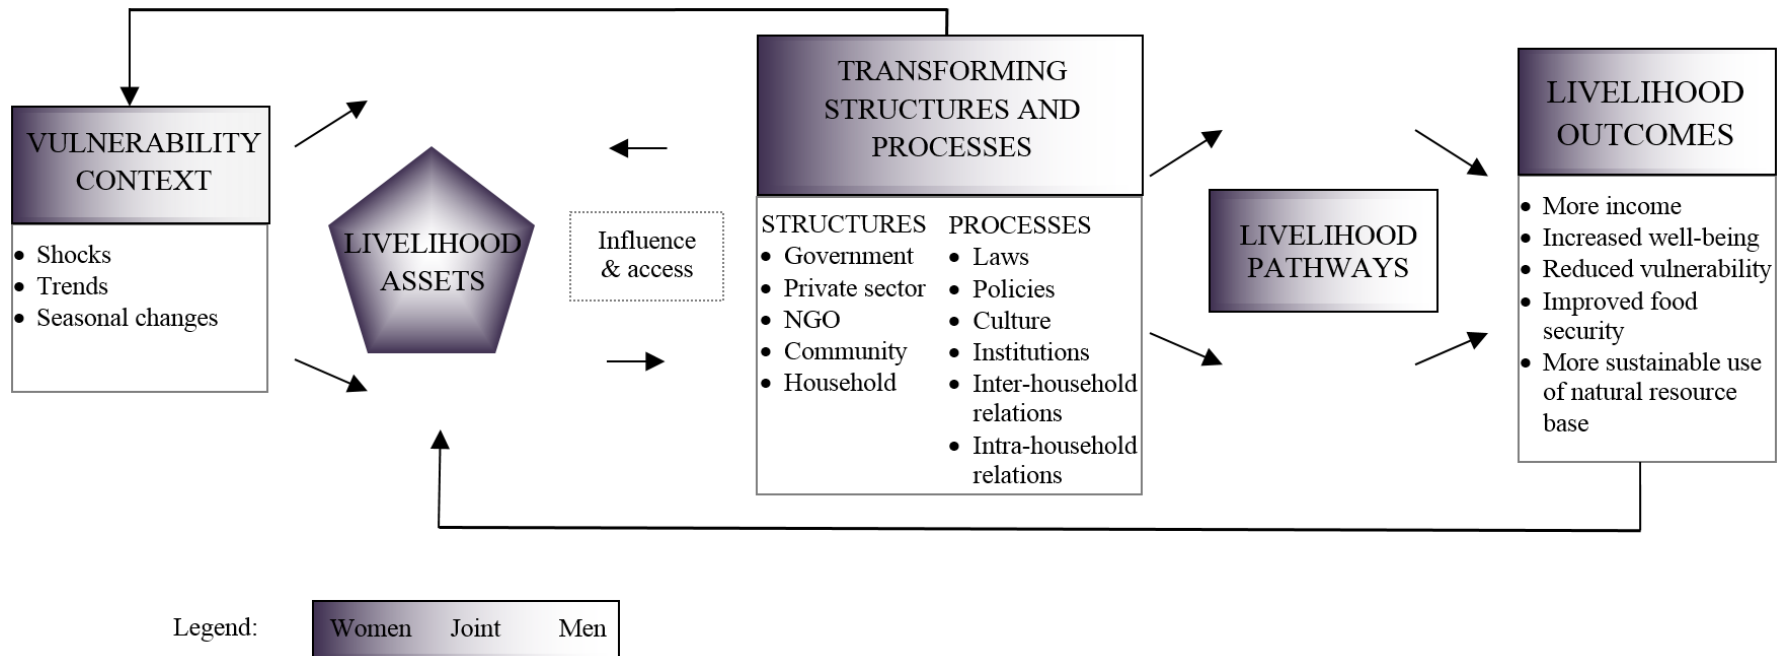 VULNERABILITY
CONTEXT
• Shocks
• Trends
• Seasonal changes
LIVELIHOOD
ASSETS
Influence
& access
TRANSFORMING
STRUCTURES AND
PROCESSES
STRUCTURES
• Government
• Private sector
• NGO
• Community
• Household
PROCESSES
• Laws
• Policies
• Culture
• Institutions
• Inter-household
relations
• Intra-household
relations
LIVELIHOOD
PATHWAYS
LIVELIHOOD
OUTCOMES
• More income
• Increased well-being
• Reduced vulnerability
• Improved food
security
• More sustainable use
of natural resource
base
Legend:
Women Joint Men